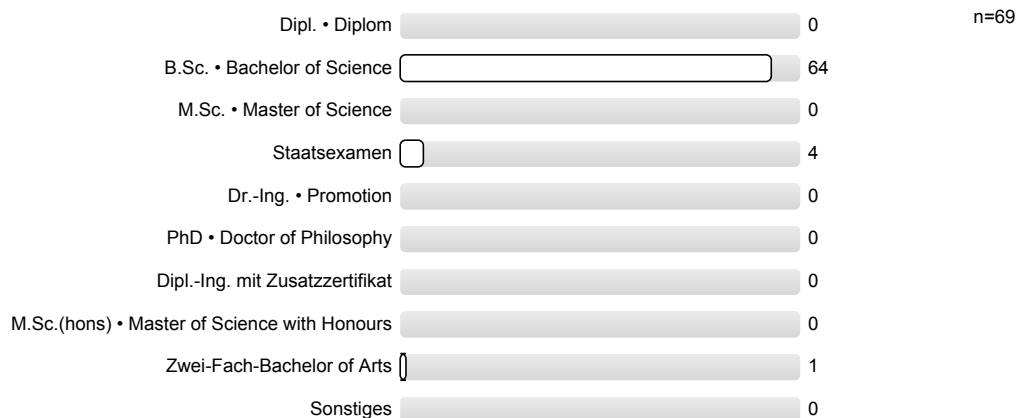 n=69
Dipl. • Diplom 0
B.Sc. • Bachelor of Science 64
M.Sc. • Master of Science 0
Staatsexamen 4
Dr.-Ing. • Promotion 0
PhD • Doctor of Philosophy 0
Dipl.-Ing. mit Zusatzzertifikat 0
M.Sc.(hons) • Master of Science with Honours 0
Zwei-Fach-Bachelor of Arts 1
Sonstiges 0